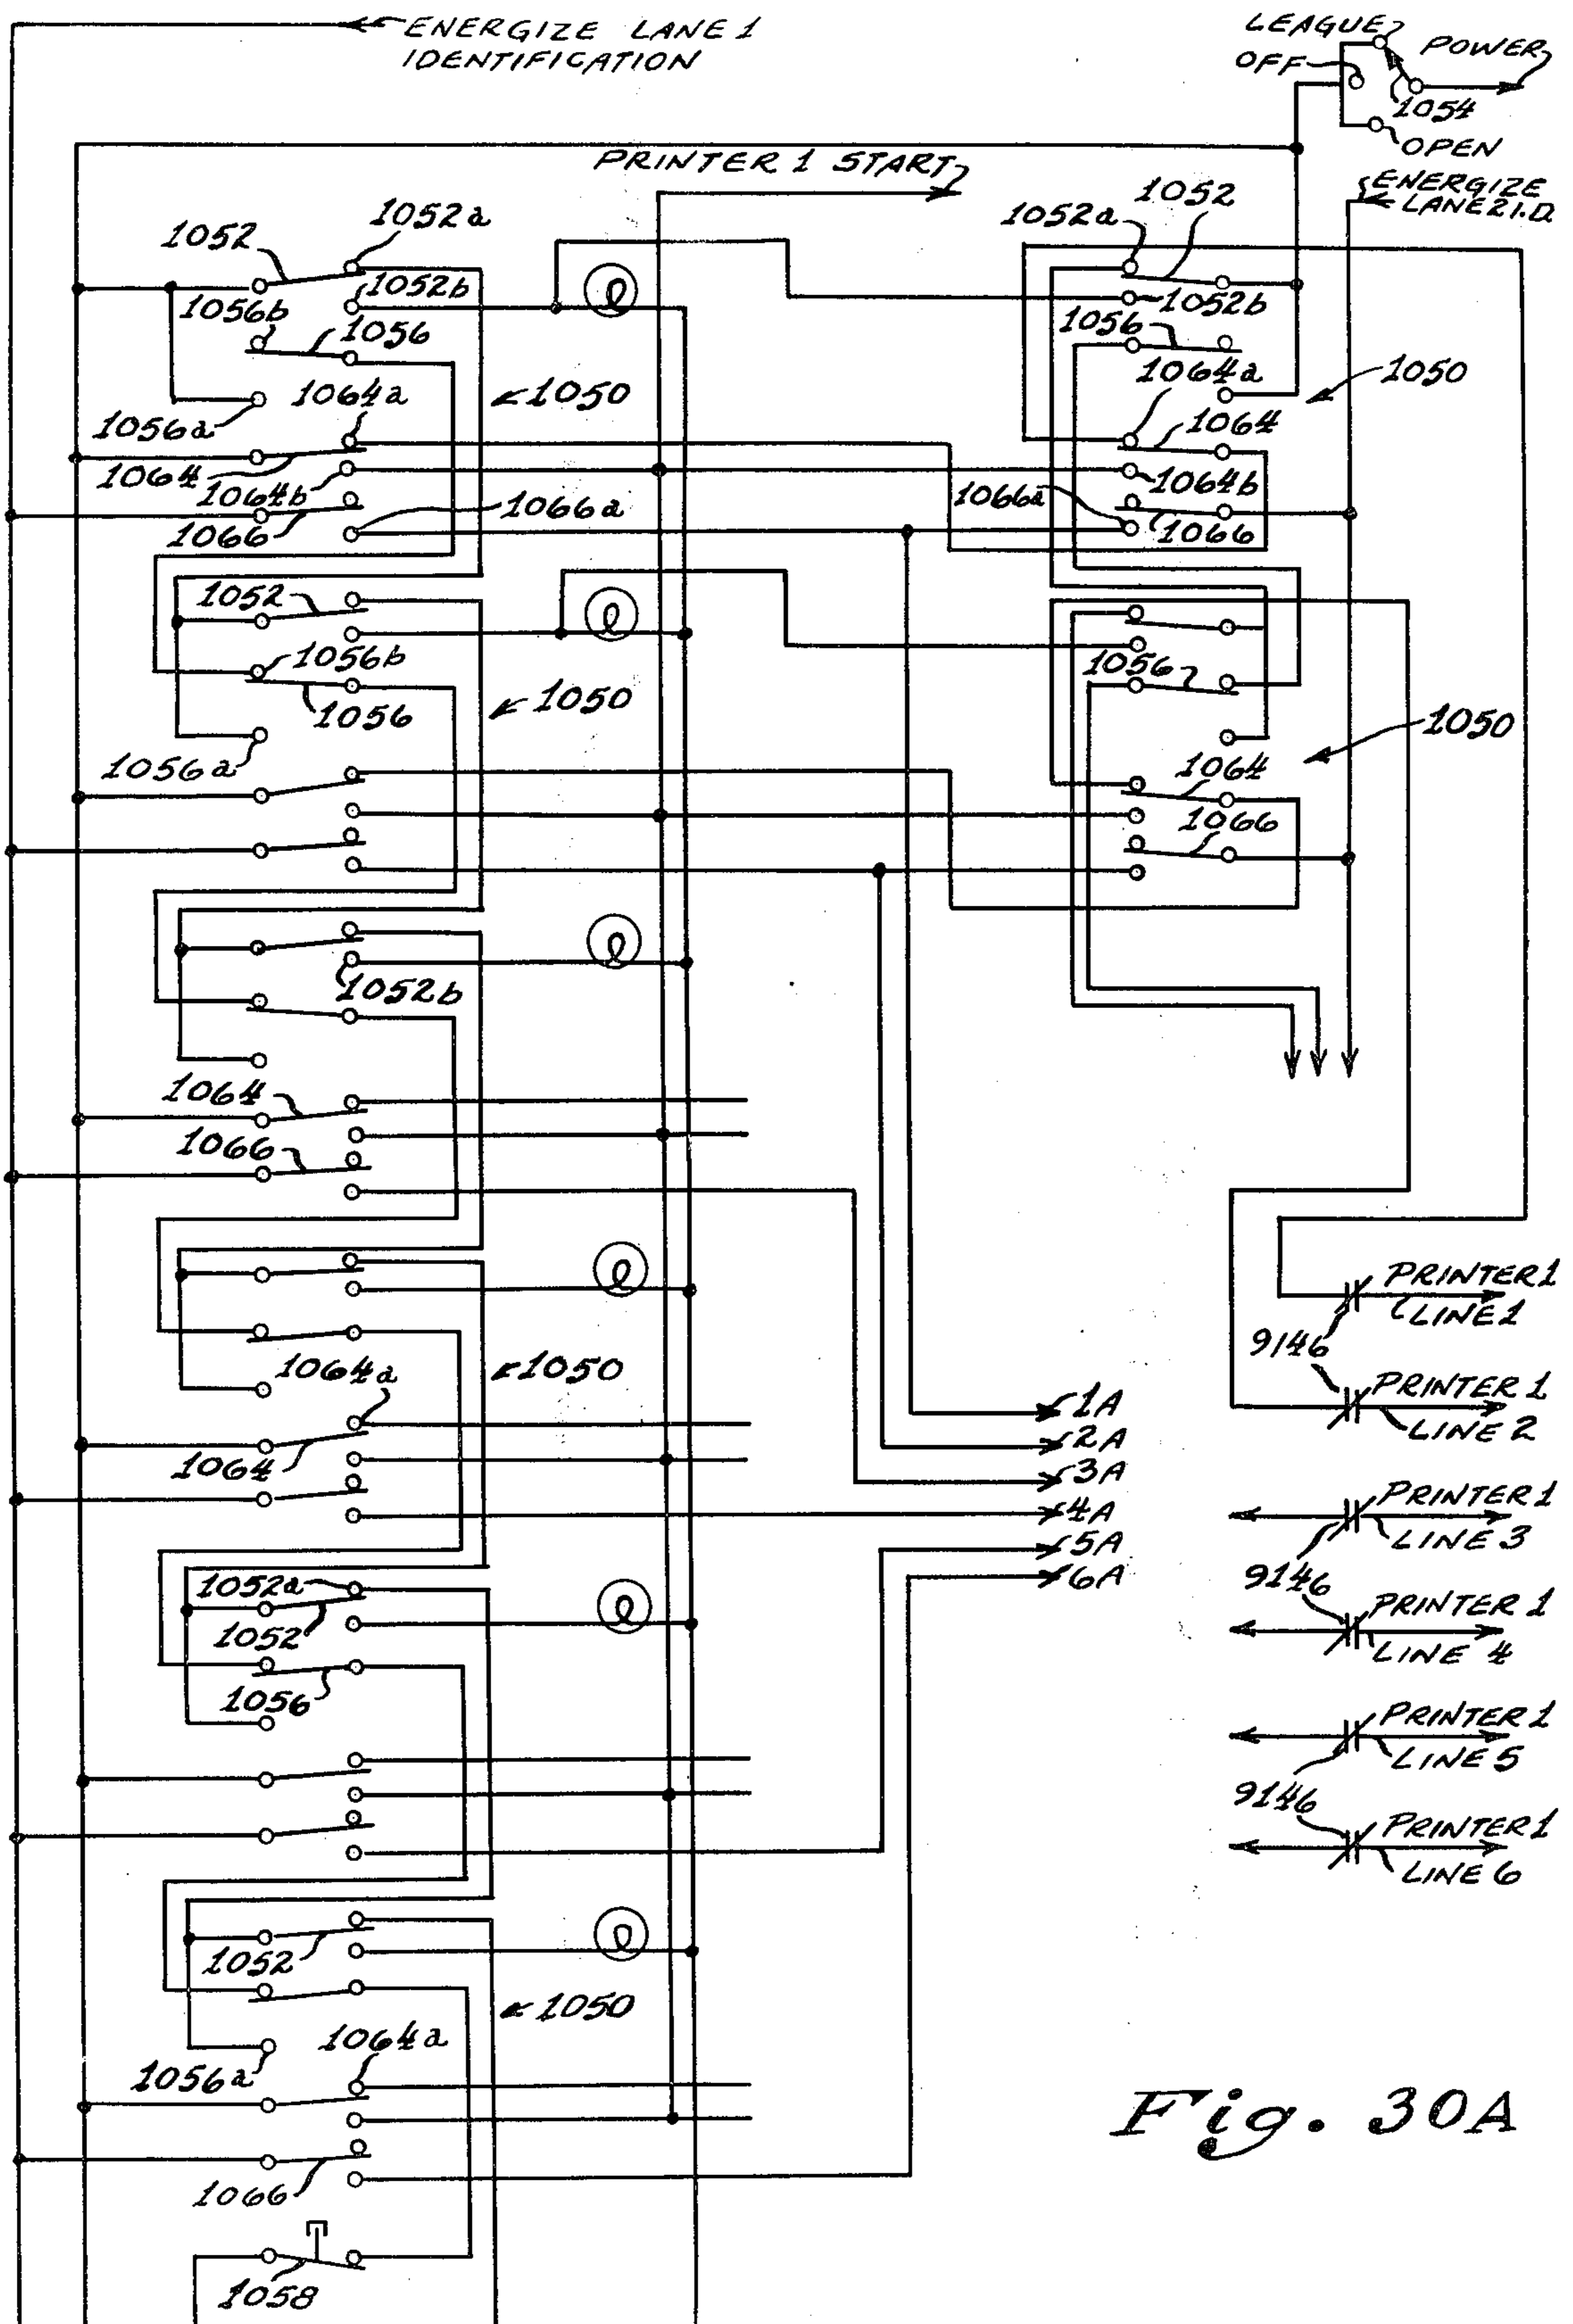 ENERGIZE LANE 1
IDENTIFICATION
LEAGUE
OFF
POWER
1054
OPEN
PRINTER 1 START
ENERGIZE
LANE 2 I.D.
1052
1052a
1052a
1052
1056b
1052b
1052b
1056
1056
1064a
1050
1064a
1050
1056a
1064
1064
1064b
1064b
1066a
1066a
1066
1066
1052
1056b
1056
1050
1056
1050
1056a
1064
1066
1052b
1064
1066
PRINTER 1
LINE 1
9146
1064a
1050
PRINTER 1
LINE 2
1A
2A
1064
3A
PRINTER 1
LINE 3
4A
5A
6A
1052a
9146
PRINTER 1
LINE 4
1052
1056
PRINTER 1
LINE 5
9146
PRINTER 1
LINE 6
1052
1050
1064a
1056a
Fig. 30A
1066
1058